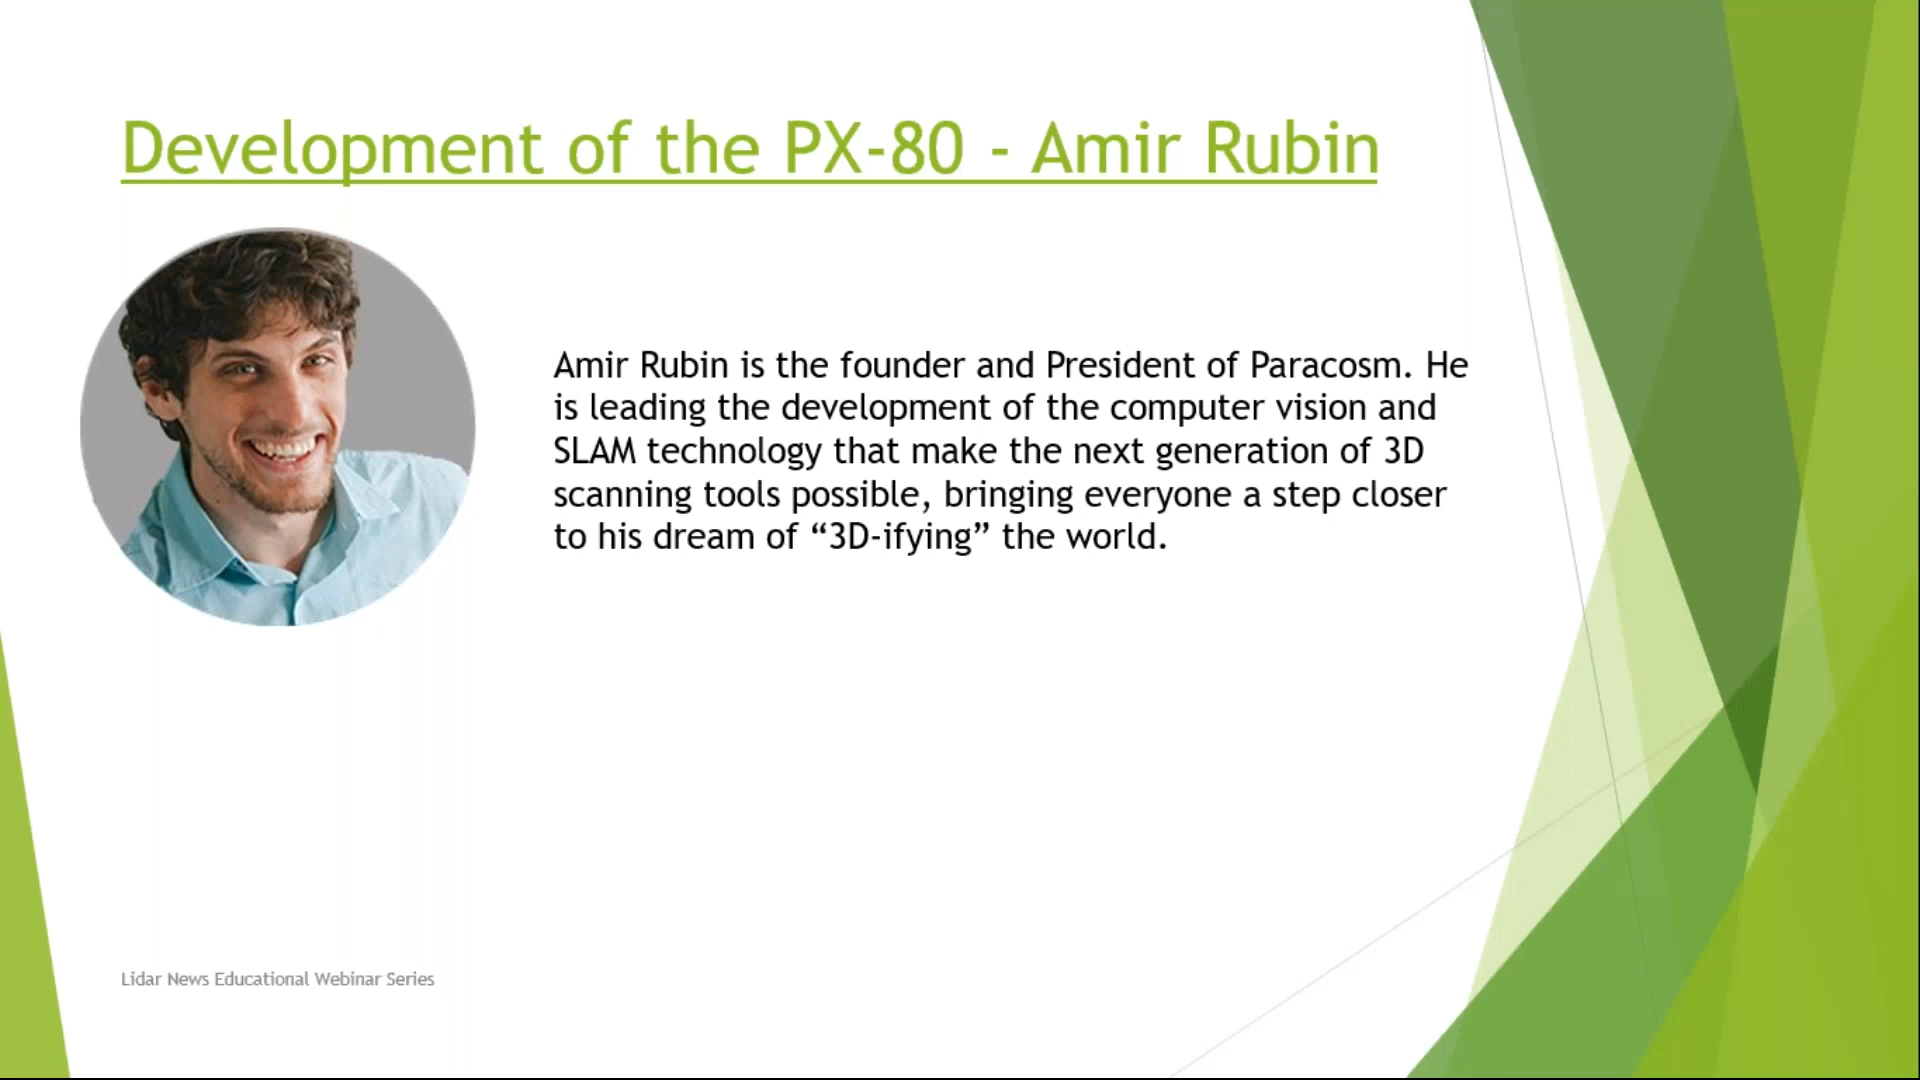 Development of the PX-80 - Amir Rubin
Amir Rubin is the founder and President of Paracosm. He
is leading the development of the computer vision and
SLAM technology that make the next generation of 3D
scanning tools possible, bringing everyone a step closer
to his dream of “3D-ifying” the world.
Lidar News Educational Webinar Series